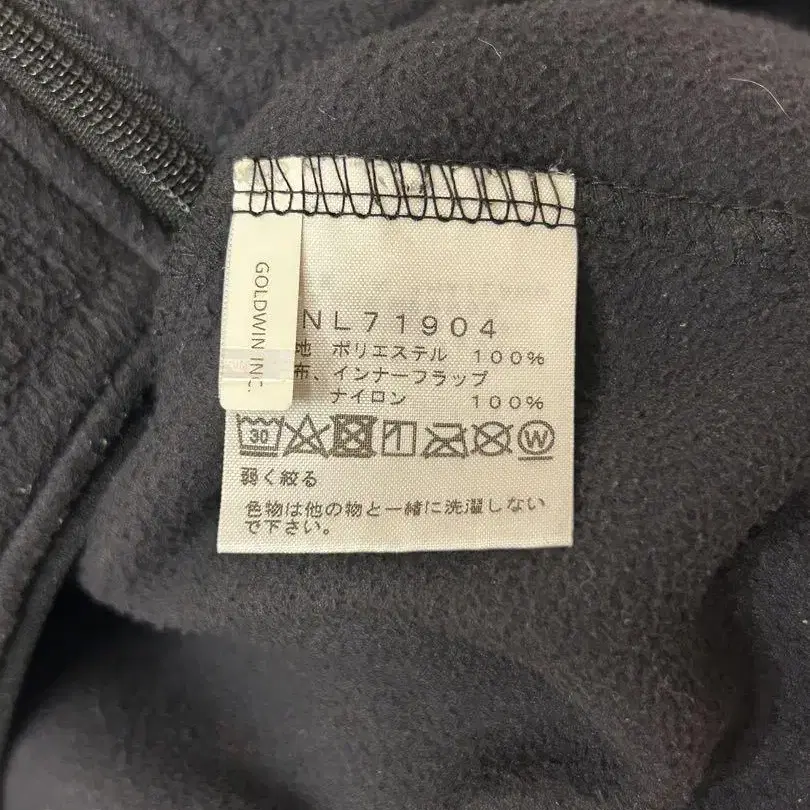 GOLDWIN INC.
NL71904
地 ポリエステル 100%
布、インナーフラップ
ナイロン 100%
30
W
弱く絞る
色物は他の物と一緒に洗濯しない
で下さい。